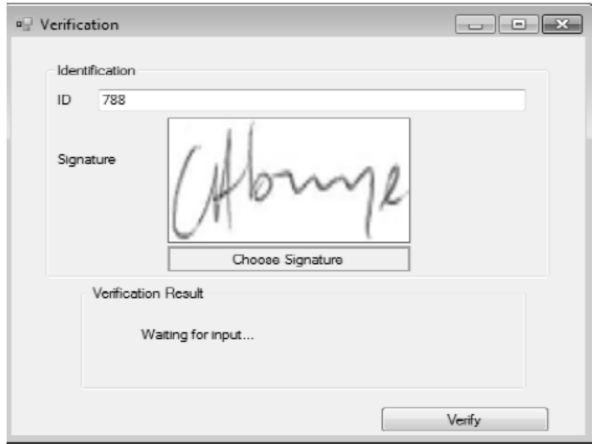 Verification
Identification
ID 788
Signature
Choose Signature
Verification Result
Waiting for input...
Verify